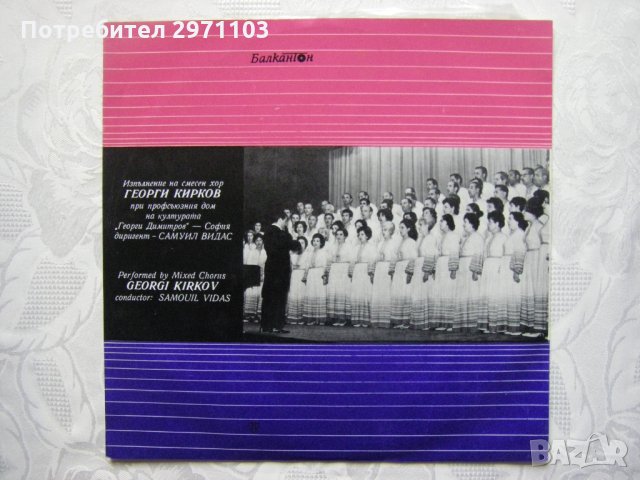 Потребител 2971103
Балкантон
Изпълнение на смесен хор
ГЕОРГИ КИРКОВ
при профсъюзния дом
на културата
„Георги Димитров" — София
диригент - САМУИЛ ВИДАС
Performed by Mixed Chorus
GEORGI KIRKOV
conductor: SAMOUIL VIDAS
BAZAR